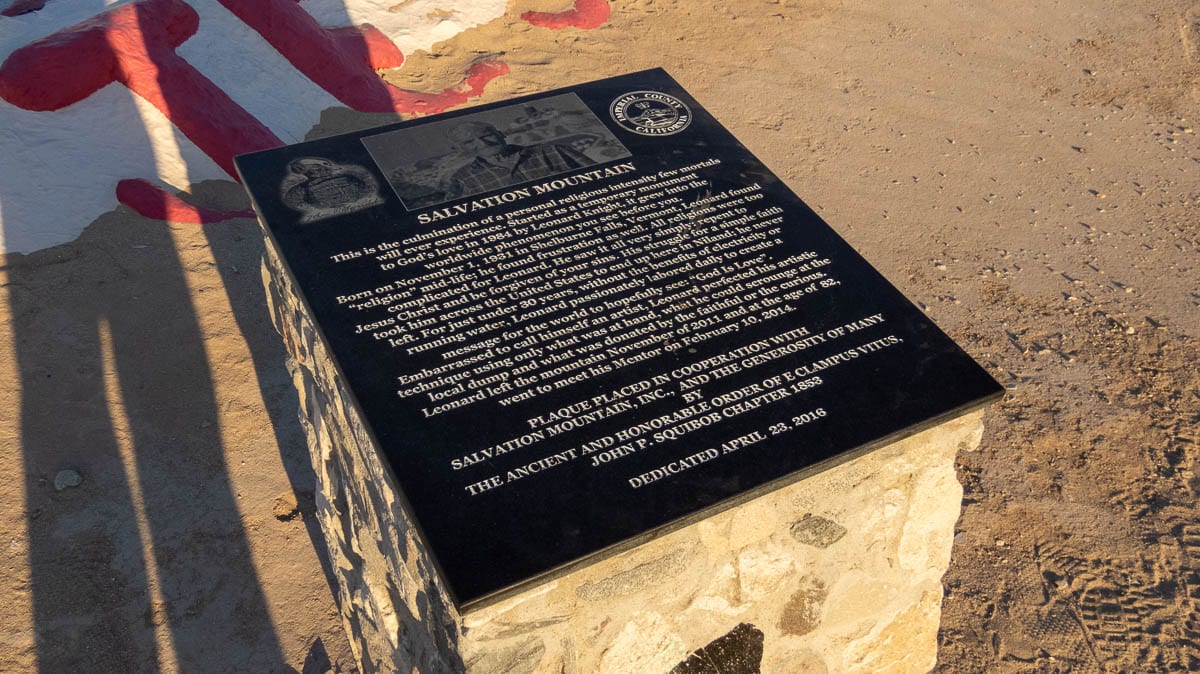 IMPERIAL COUNTY
CALIFORNIA
SALVATION MOUNTAIN
This is the culmination of a personal religious intensity few mortals
will ever experience. Started as a temporary monument
to God's love in 1984 by Leonard Knight, it grew into the
worldwide phenomenon you see before you.
Born on November 1, 1931 in Shelburne Falls, Vermont, Leonard found
"religion" mid-life; he found frustration as well. All religions were too
complicated for Leonard. He saw it all very simply; repent to
Jesus Christ and be forgiven of your sins. His struggle for a simple faith
took him across the United States to end up here in Niland; he never
left. For just under 30 years, without the benefits of electricity or
running water, Leonard passionately labored daily to create a
message for the world to hopefully see; "God Is Love".
Embarrassed to call himself an artist, Leonard perfected his artistic
technique using only what was at hand, what he could scrounge at the
local dump and what was donated by the faithful or the curious.
Leonard left the mountain November of 2011 and at the age of 82,
went to meet his Mentor on February 10, 2014.
PLAQUE PLACED IN COOPERATION WITH
SALVATION MOUNTAIN, INC., AND THE GENEROSITY OF MANY
BY
THE ANCIENT AND HONORABLE ORDER OF E CLAMPUS VITUS,
JOHN P. SQUIBOB CHAPTER 1853
DEDICATED APRIL 23, 2016